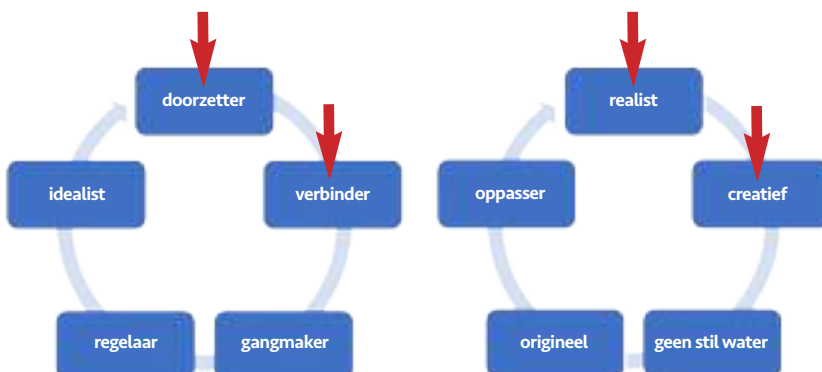 doorzetter
verbinder
gangmaker
regelaar
idealist
realist
creatief
geen stil water
origineel
oppasser